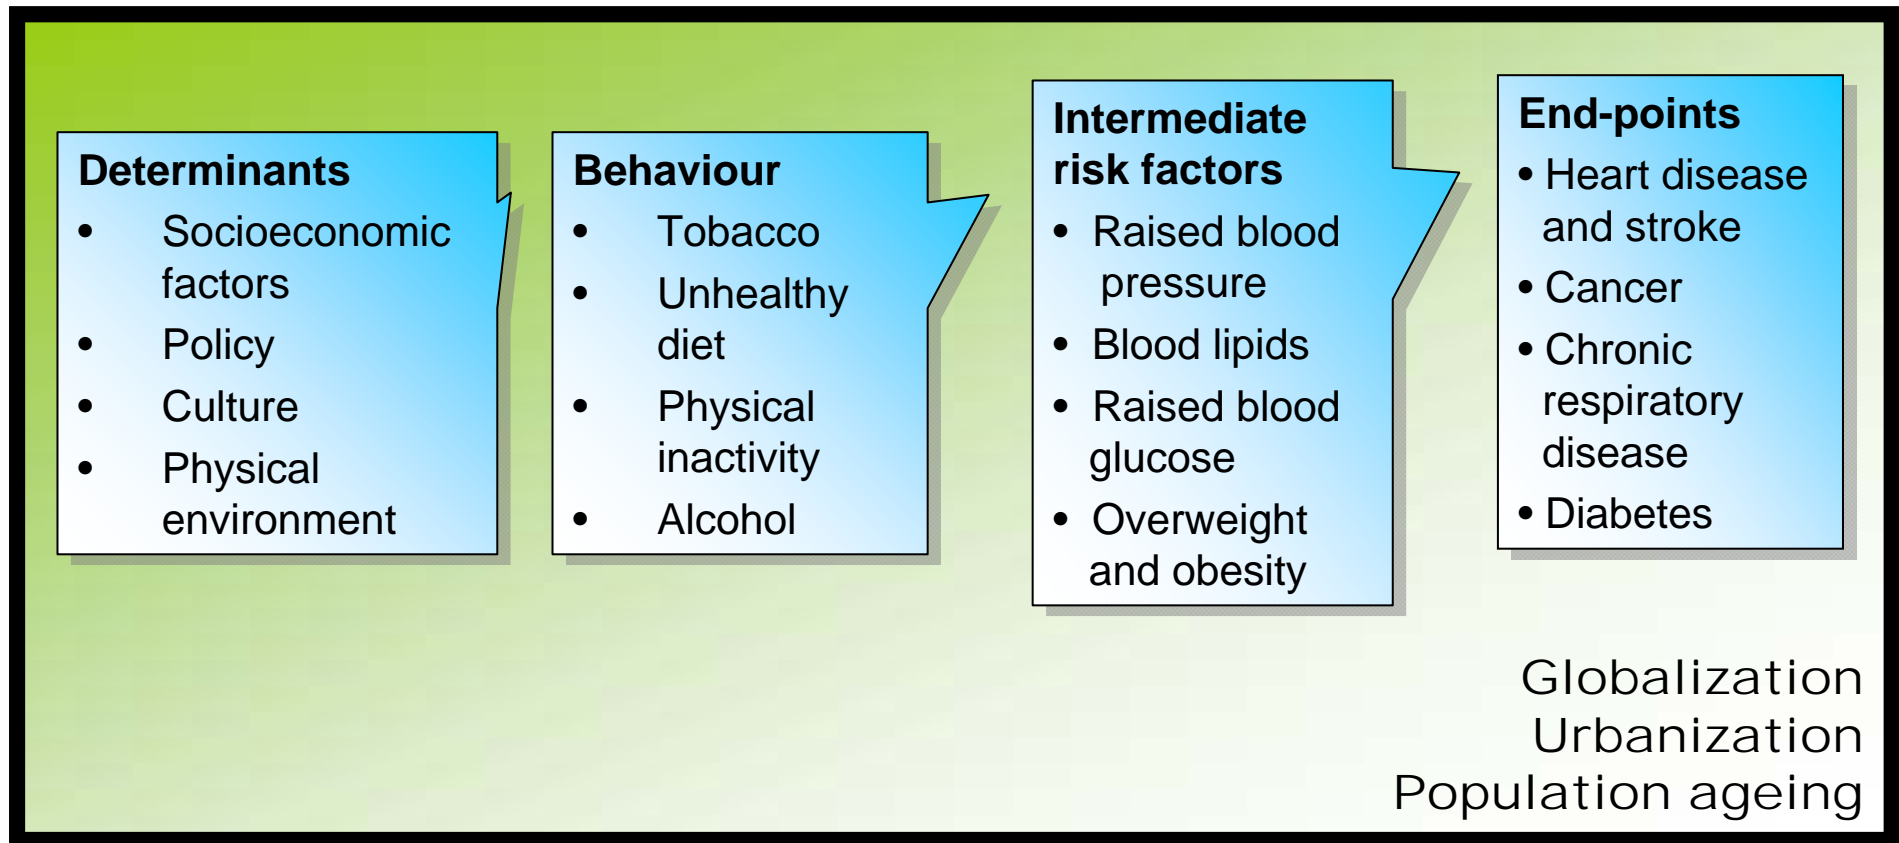 Determinants
• Socioeconomic
factors
• Policy
• Culture
• Physical
environment
Behaviour
• Tobacco
• Unhealthy
diet
• Physical
inactivity
• Alcohol
Intermediate
risk factors
• Raised blood
pressure
• Blood lipids
• Raised blood
glucose
• Overweight
and obesity
End-points
• Heart disease
and stroke
• Cancer
• Chronic
respiratory
disease
• Diabetes
Globalization
Urbanization
Population ageing